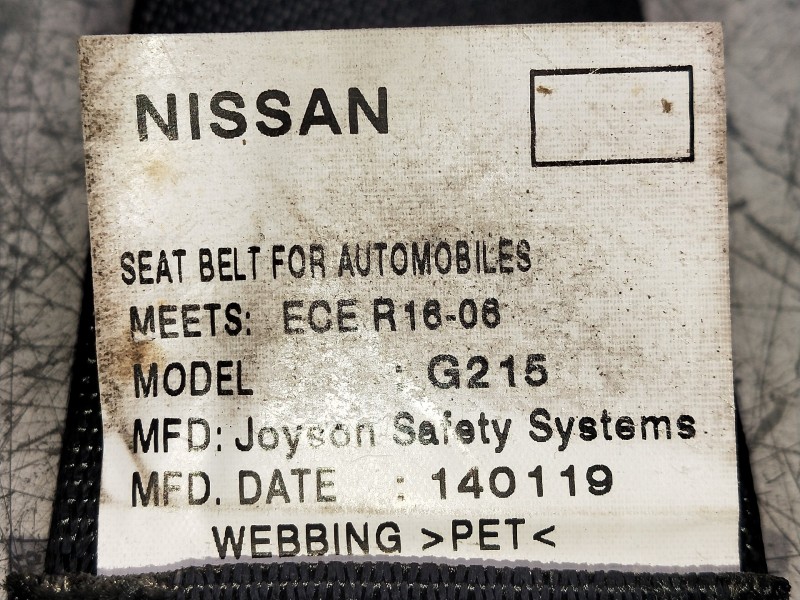 NISSAN
SEAT BELT FOR AUTOMOBILES
MEETS: ECE R16-06
MODEL : G215
MFD: Joyson Safety Systems
MFD. DATE : 140119
WEBBING >PET<